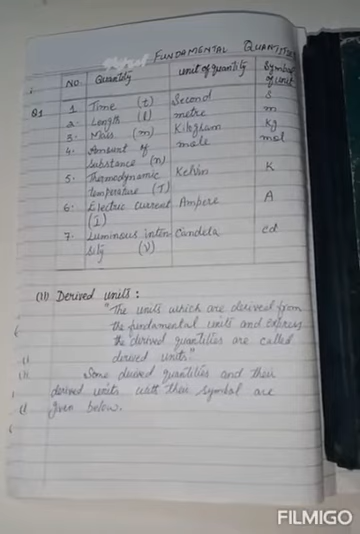 FUNDAMENTAL QUANTITIES
NO. Quantity unit of quantity Symbol of unit
Q1 1. Time (t) Second s
2. Length (l) metre m
3. Mass (m) Kilogram kg
4. Amount of mole mol
substance (n)
5. Thermodynamic Kelvin K
temperature (T)
6. Electric current Ampere A
(I)
7. Luminous inten- Candela cd
sity (V)
(ii) Derived units :
"The units which are derived from
the fundamental units and express
the derived quantities are called
derived units."
Some derived quantities and their
derived units with their symbol are
given below.
FILMIGO